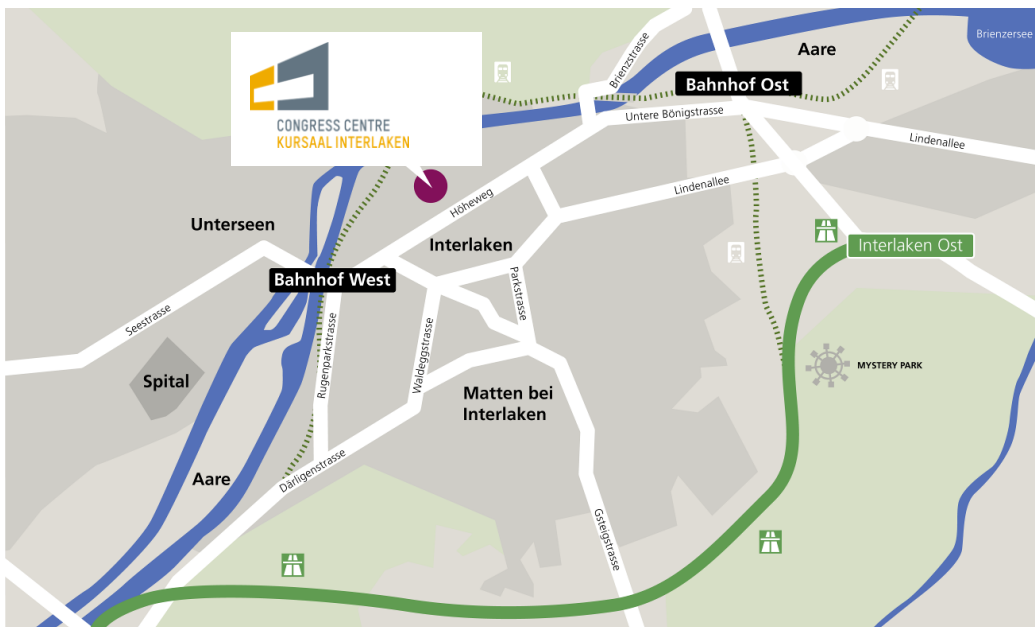 Brienzersee
Aare
Brienzstrasse
Bahnhof Ost
CONGRESS CENTRE
KURSAAL INTERLAKEN
Untere Bönigstrasse
Lindenallee
Lindenallee
Höheweg
Unterseen
Interlaken
Interlaken Ost
Bahnhof West
Parkstrasse
Seestrasse
Rugenparkstrasse
Waldeggstrasse
MYSTERY PARK
Spital
Matten bei
Interlaken
Aare
Därligenstrasse
Gsteigstrasse